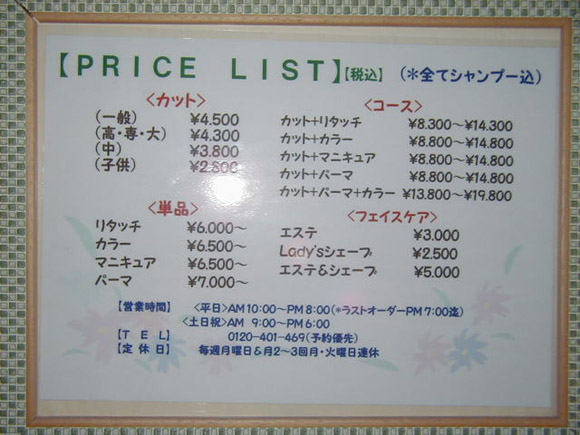 【PRICE LIST】【税込】 (＊全てシャンプー込)
<カット>
(一般) ¥4.500
(高・専・大) ¥4.300
(中) ¥3.800
(子供) ¥2.800
<コース>
カット+リタッチ ¥8.300～¥14.300
カット+カラー ¥8.800～¥14.800
カット+マニキュア ¥8.800～¥14.800
カット+パーマ ¥8.800～¥14.800
カット+パーマ+カラー ¥13.800～¥19.800
<単品>
リタッチ ¥6.000～
カラー ¥6.500～
マニキュア ¥6.500～
パーマ ¥7.000～
<フェイスケア>
エステ ¥3.000
Lady'sシェーブ ¥2.500
エステ&シェーブ ¥5.000
【営業時間】 <平日>AM10:00～PM8:00(*ラストオーダーPM7:00迄)
<土日祝>AM 9:00～PM6:00
【TEL】 0120-401-469(予約優先)
【定休日】 毎週月曜日&月2～3回月・火曜日連休